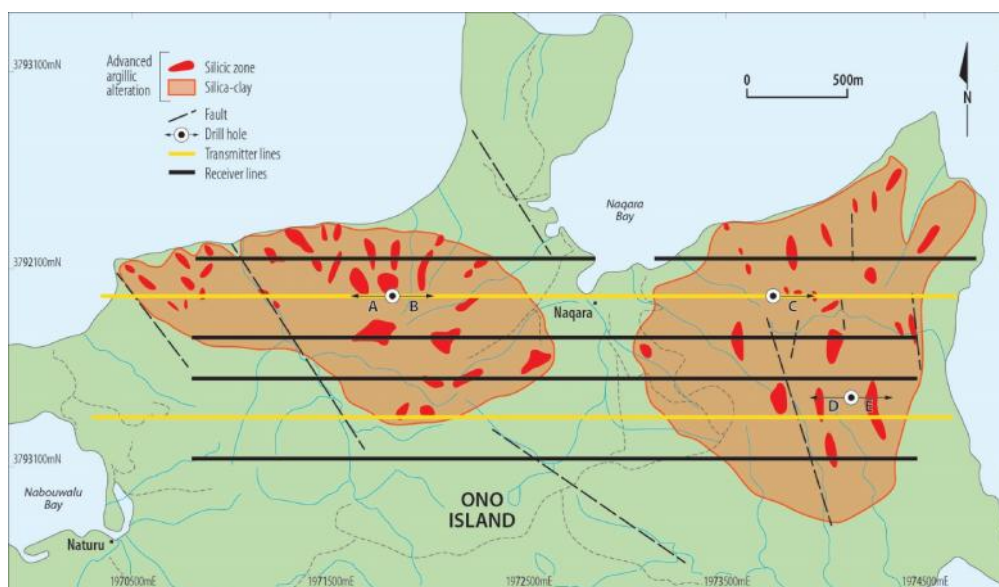 3793100mN
Advanced
argillic
alteration
Silicic zone
Silica-clay
Fault
Drill hole
Transmitter lines
Receiver lines
0 500m
N
Naqara
Bay
3792100mN
A B
C
Naqara
D E
3793100mN
Nabouwalu
Bay
ONO
ISLAND
Naturu
1970500mE 1971500mE 1972500mE 1973500mE 1974500mE